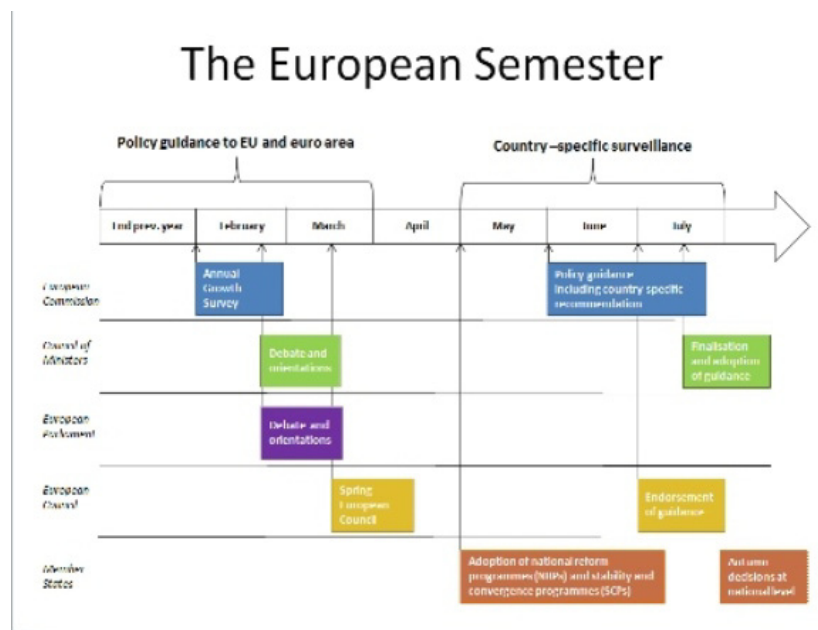 The European Semester
Policy guidance to EU and euro area
Country –specific surveillance
End prev. year
February
March
April
May
June
July
European
Commission
Annual
Growth
Survey
Policy guidance
including country specific
recommendation
Council of
Ministers
Debate and
orientations
Finalisation
and adoption
of guidance
European
Parliament
Debate and
orientations
European
Council
Spring
European
Council
Endorsement
of guidance
Member
States
Adoption of national reform
programmes (NRPs) and stability and
convergence programmes (SCPs)
Autumn
decisions at
national level